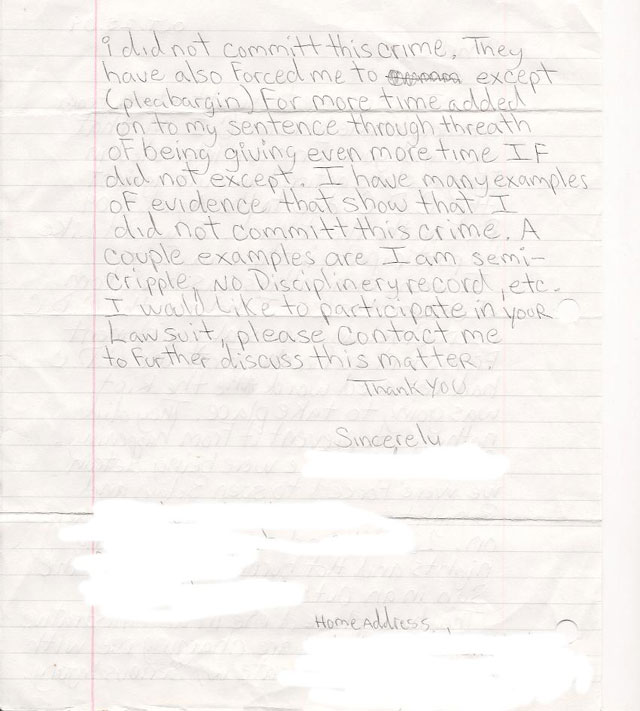 i did not committ this crime. They
have also Forced me to except
(pleabargin) For more time added
on to my sentence through threath
of being giving even more time IF
did not except. I have many examples
of evidence that show that I
did not committ this crime. A
couple examples are I am semi-
cripple, No Disciplinery record, etc.
I would like to participate in your
Lawsuit, please Contact me
to Further discuss this matter.
Thank you
Sincerely
Home Address,